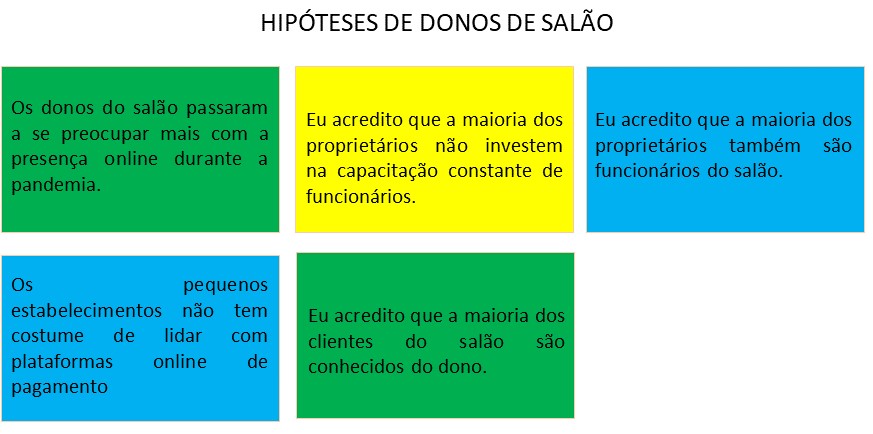 HIPÓTESES DE DONOS DE SALÃO
Os donos do salão passaram
a se preocupar mais com a
presença online durante a
pandemia.
Eu acredito que a maioria dos
proprietários não investem
na capacitação constante de
funcionários.
Eu acredito que a maioria dos
proprietários também são
funcionários do salão.
Os pequenos
estabelecimentos não tem
costume de lidar com
plataformas online de
pagamento
Eu acredito que a maioria dos
clientes do salão são
conhecidos do dono.